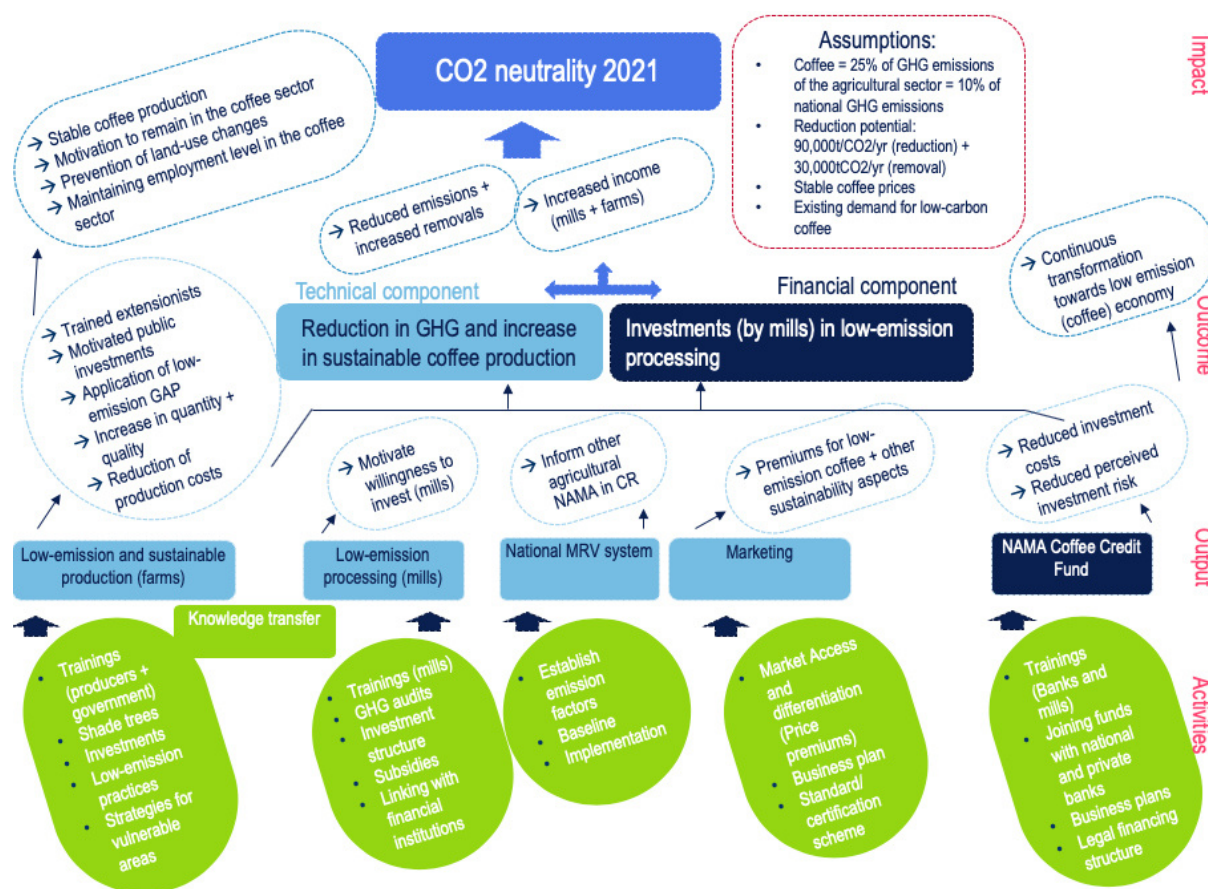 CO2 neutrality 2021
Assumptions:
• Coffee = 25% of GHG emissions
of the agricultural sector = 10% of
national GHG emissions
• Reduction potential:
90,000t/CO2/yr (reduction) +
30,000tCO2/yr (removal)
• Stable coffee prices
• Existing demand for low-carbon
coffee
Impact
→ Stable coffee production
→ Motivation to remain in the coffee sector
→ Prevention of land-use changes
→ Maintaining employment level in the coffee
sector
→ Reduced emissions +
increased removals
→ Increased income
(mills + farms)
→ Continuous
transformation
towards low emission
(coffee) economy
Outcome
Technical component
Financial component
Reduction in GHG and increase
in sustainable coffee production
Investments (by mills) in low-emission
processing
→ Trained extensionists
→ Motivated public
investments
→ Application of low-
emission GAP
→ Increase in quantity +
quality
→ Reduction of
production costs
→ Motivate
willingness to
invest (mills)
→ Inform other
agricultural
NAMA in CR
→ Premiums for low-
emission coffee + other
sustainability aspects
→ Reduced investment
costs
→ Reduced perceived
investment risk
Output
Low-emission and sustainable
production (farms)
Low-emission
processing (mills)
National MRV system
Marketing
NAMA Coffee Credit
Fund
Knowledge transfer
Activities
• Trainings
(producers +
government)
• Shade trees
• Investments
• Low-emission
practices
• Strategies for
vulnerable
areas
• Trainings (mills)
• GHG audits
• Investment
structure
• Subsidies
• Linking with
financial
institutions
• Establish
emission
factors
• Baseline
• Implementation
• Market Access
and
differentiation
(Price
premiums)
• Business plan
• Standard/
certification
scheme
• Trainings
(Banks and
mills)
• Joining funds
with national
and private
banks
• Business plans
• Legal financing
structure